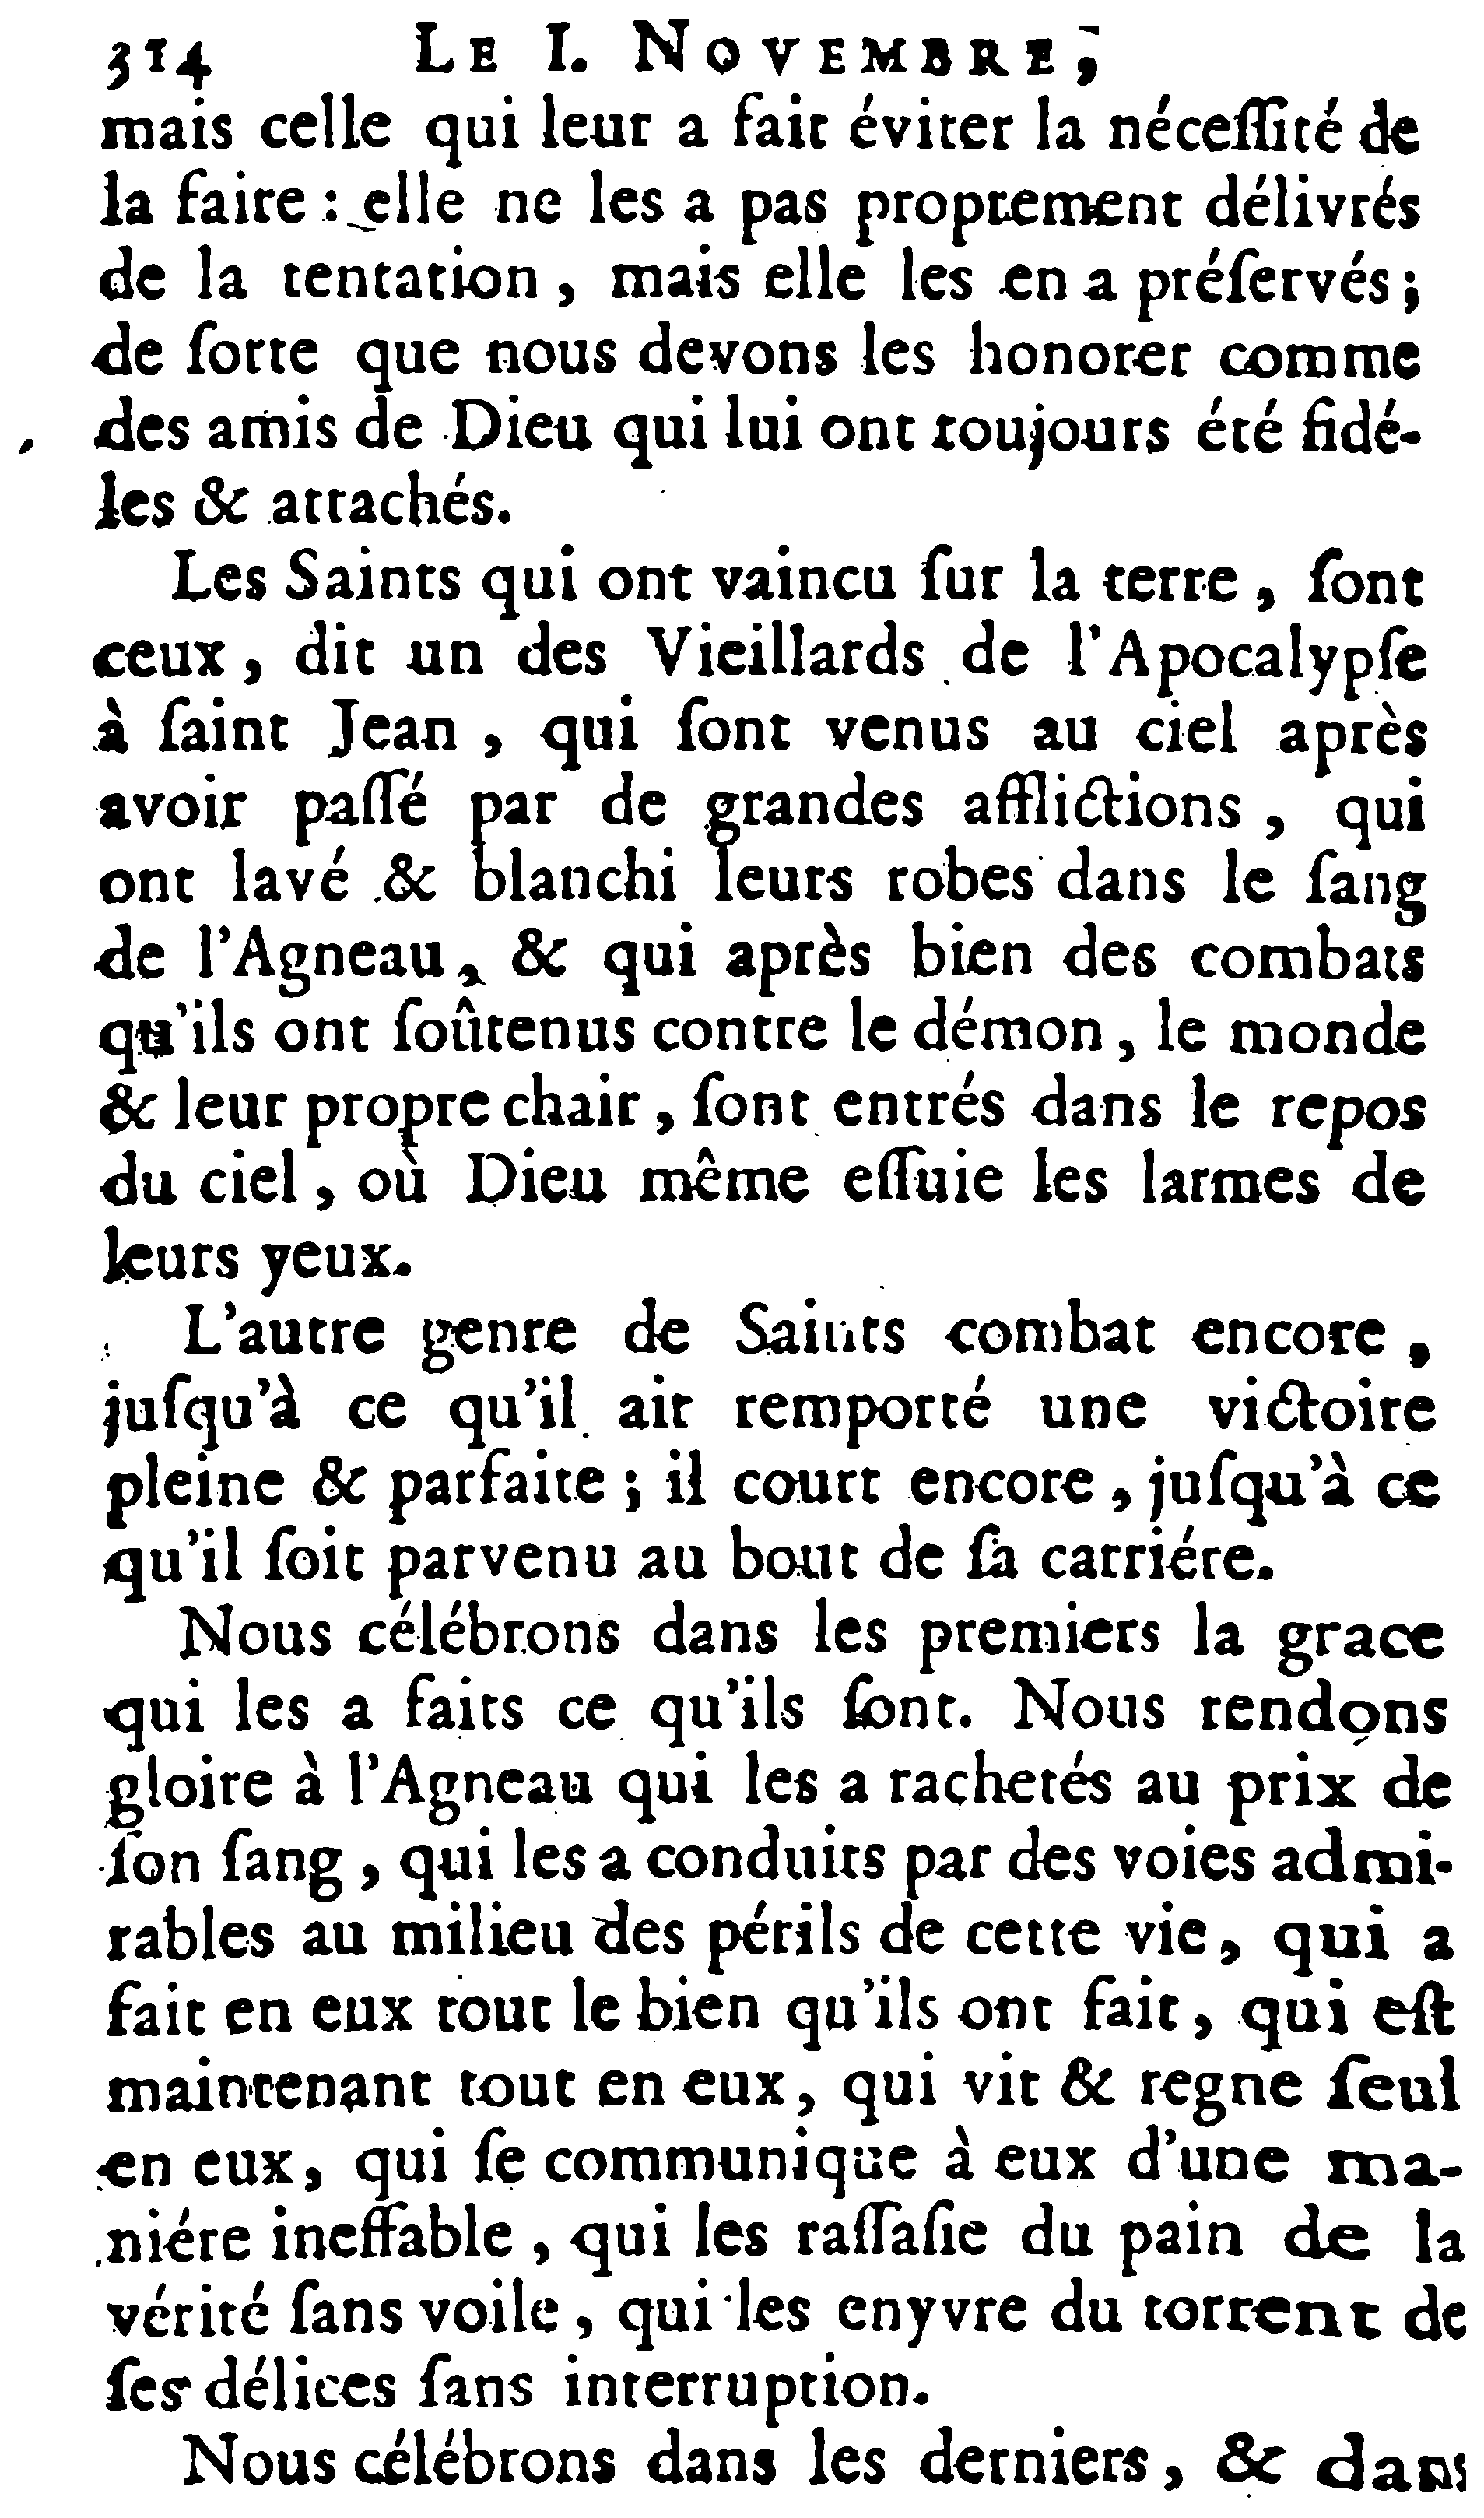 314 LE I. NOVEMBRE,
mais celle qui leur a fait éviter la néceſſité de
la faire : elle ne les a pas proprement délivrés
de la tentation, mais elle les en a préſervés;
de ſorte que nous devons les honorer comme
des amis de Dieu qui lui ont toujours été fidé-
les & attachés.
Les Saints qui ont vaincu ſur la terre, ſont
ceux, dit un des Vieillards de l'Apocalypſe
à ſaint Jean, qui ſont venus au ciel après
avoir paſſé par de grandes afflictions, qui
ont lavé & blanchi leurs robes dans le ſang
de l'Agneau, & qui après bien des combats
qu'ils ont ſoûtenus contre le démon, le monde
& leur propre chair, ſont entrés dans le repos
du ciel, où Dieu même eſſuie les larmes de
leurs yeux.
L'autre genre de Saints combat encore,
juſqu'à ce qu'il ait remporté une victoire
pleine & parfaite; il court encore, juſqu'à ce
qu'il ſoit parvenu au bout de ſa carriére.
Nous célébrons dans les premiers la grace
qui les a faits ce qu'ils ſont. Nous rendons
gloire à l'Agneau qui les a rachetés au prix de
ſon ſang, qui les a conduits par des voies admi-
rables au milieu des périls de cette vie, qui a
fait en eux tout le bien qu'ils ont fait, qui eſt
maintenant tout en eux, qui vit & regne ſeul
en eux, qui ſe communique à eux d'une ma-
niére ineffable, qui les raſſaſie du pain de la
vérité ſans voile, qui les enyvre du torrent de
ſes délices ſans interruption.
Nous célébrons dans les derniers, & dans